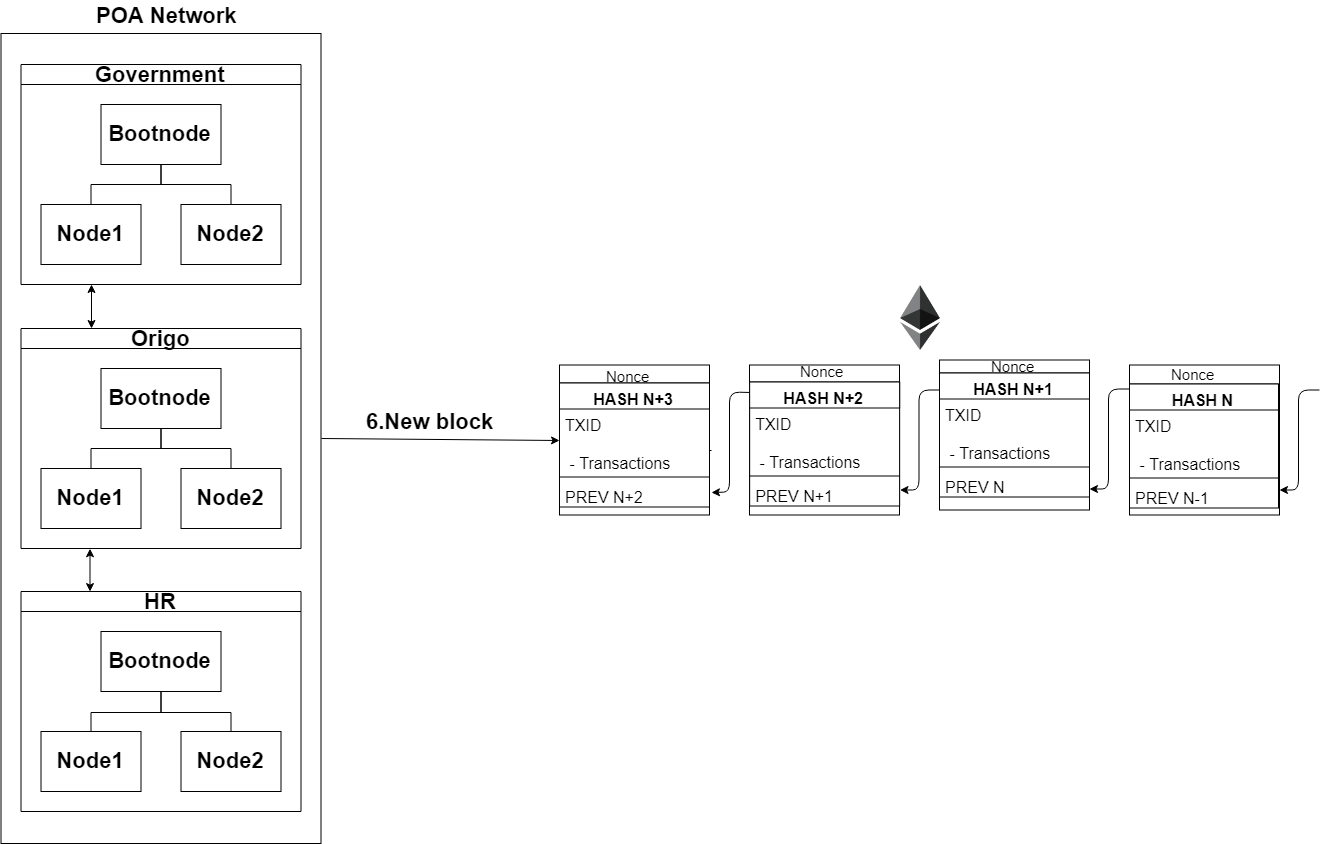 POA Network
Government
Bootnode
Node1
Node2
Origo
Bootnode
Node1
Node2
HR
Bootnode
Node1
Node2
6.New block
Nonce
HASH N+3
TXID
- Transactions
PREV N+2
Nonce
HASH N+2
TXID
- Transactions
PREV N+1
Nonce
HASH N+1
TXID
- Transactions
PREV N
Nonce
HASH N
TXID
- Transactions
PREV N-1